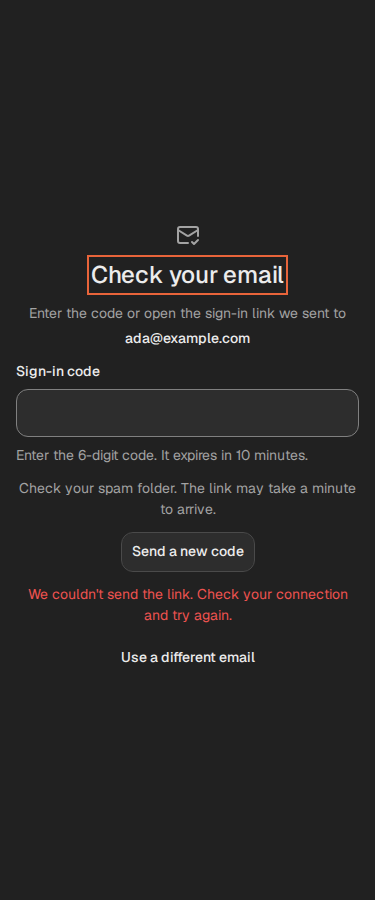 Check your email
Enter the code or open the sign-in link we sent to
ada@example.com
Sign-in code
Enter the 6-digit code. It expires in 10 minutes.
Check your spam folder. The link may take a minute
to arrive.
Send a new code
We couldn't send the link. Check your connection
and try again.
Use a different email